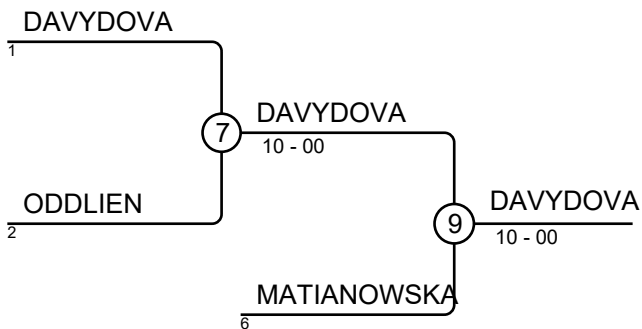 DAVYDOVA
1
7
DAVYDOVA
10 - 00
ODDLIEN
2
9
DAVYDOVA
10 - 00
MATIANOWSKA
6